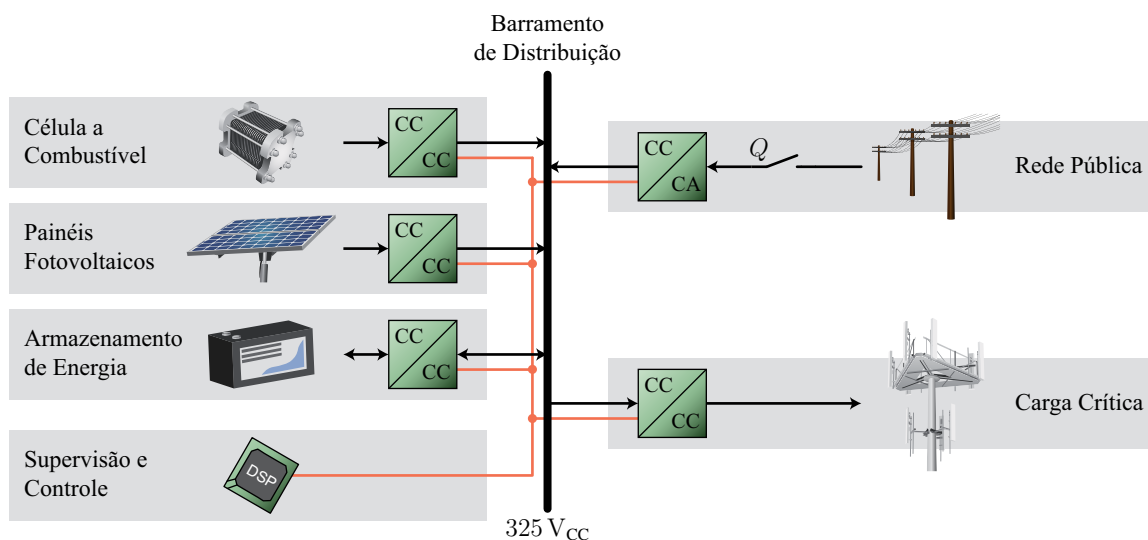 Barramento
de Distribuição
Célula a
Combustível
CC
CC
CC
CA
Q
Rede Pública
Painéis
Fotovoltaicos
CC
CC
Armazenamento
de Energia
CC
CC
CC
CC
Carga Crítica
Supervisão e
Controle
DSP
325 VCC